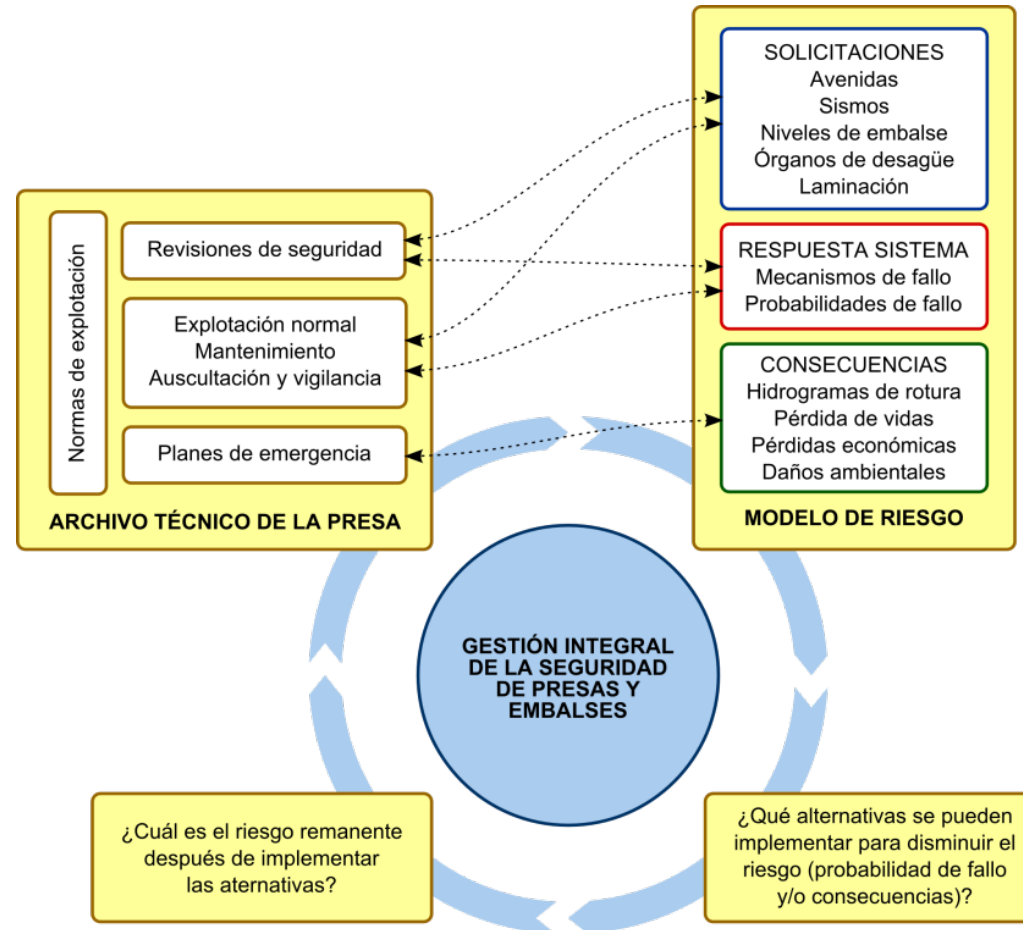 SOLICITACIONES
Avenidas
Sismos
Niveles de embalse
Órganos de desagüe
Laminación
RESPUESTA SISTEMA
Mecanismos de fallo
Probabilidades de fallo
CONSECUENCIAS
Hidrogramas de rotura
Pérdida de vidas
Pérdidas económicas
Daños ambientales
MODELO DE RIESGO
Normas de explotación
Revisiones de seguridad
Explotación normal
Mantenimiento
Auscultación y vigilancia
Planes de emergencia
ARCHIVO TÉCNICO DE LA PRESA
GESTIÓN INTEGRAL
DE LA SEGURIDAD
DE PRESAS Y
EMBALSES
¿Cuál es el riesgo remanente
después de implementar
las aternativas?
¿Qué alternativas se pueden
implementar para disminuir el
riesgo (probabilidad de fallo
y/o consecuencias)?